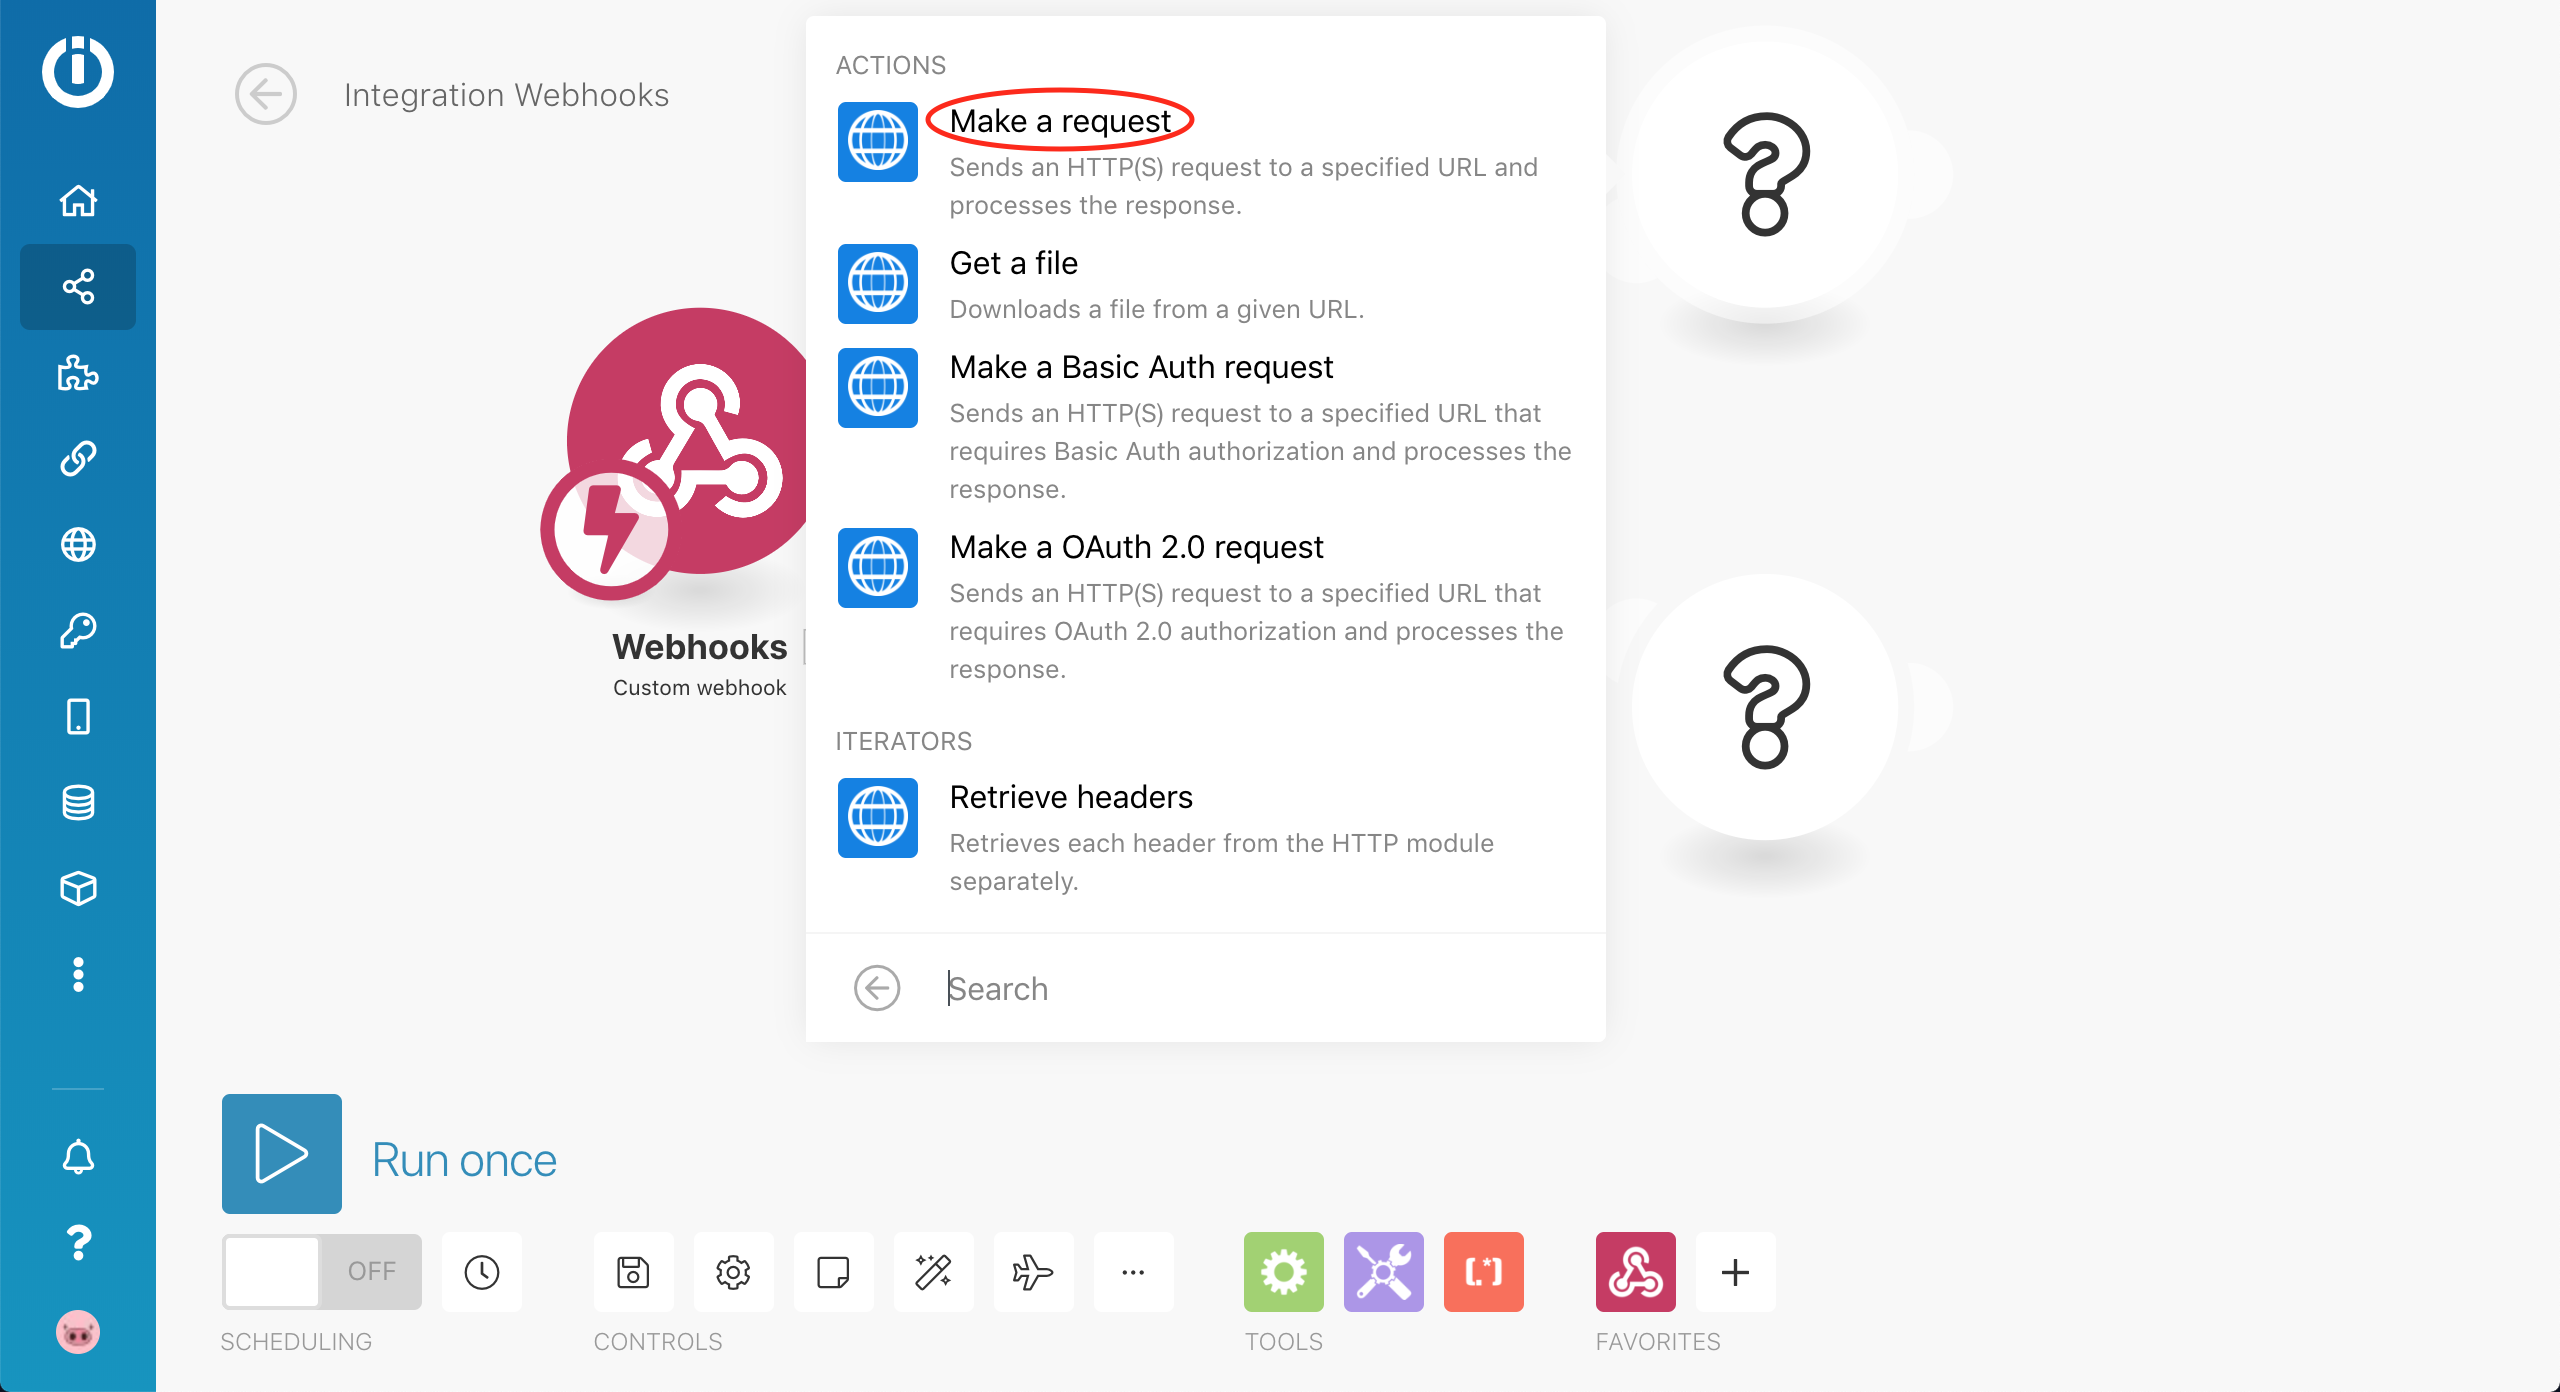 Integration Webhooks
ACTIONS
Make a request
Sends an HTTP(S) request to a specified URL and
processes the response.
Get a file
Downloads a file from a given URL.
Make a Basic Auth request
Sends an HTTP(S) request to a specified URL that
requires Basic Auth authorization and processes the
response.
Make a OAuth 2.0 request
Sends an HTTP(S) request to a specified URL that
requires OAuth 2.0 authorization and processes the
response.
ITERATORS
Retrieve headers
Retrieves each header from the HTTP module
separately.
Search
Webhooks
Custom webhook
Run once
OFF
SCHEDULING
CONTROLS
TOOLS
FAVORITES